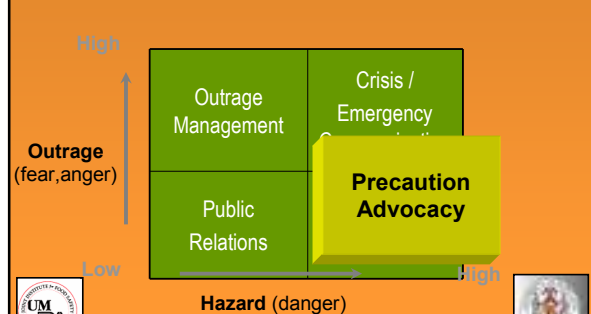 High
Outrage
Management
Crisis /
Emergency
Outrage
(fear,anger)
Precaution
Advocacy
Public
Relations
Low
High
Hazard (danger)
UM